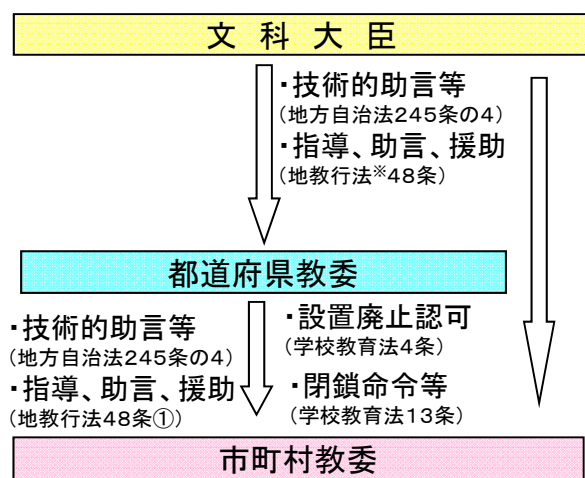 文科大臣
・技術的助言等
(地方自治法245条の4)
・指導、助言、援助
(地教行法※48条)
都道府県教委
・技術的助言等
(地方自治法245条の4)
・指導、助言、援助
(地教行法48条①)
・設置廃止認可
(学校教育法4条)
・閉鎖命令等
(学校教育法13条)
市町村教委